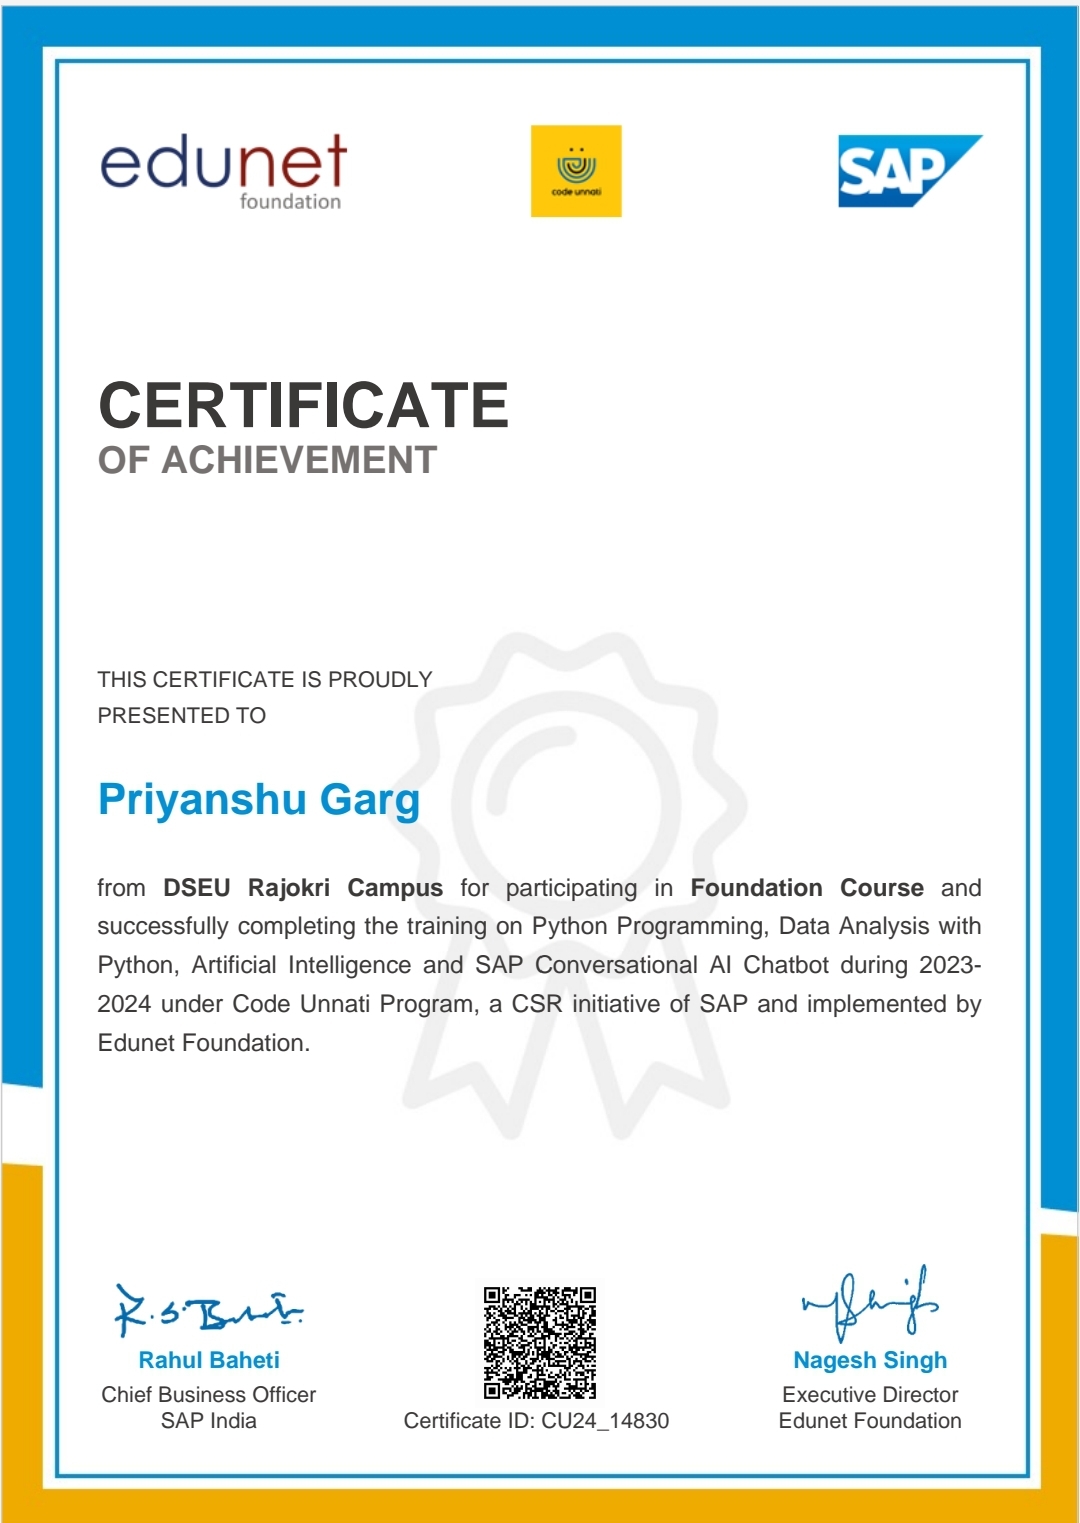 edunet
foundation
code unnati
SAP
CERTIFICATE
OF ACHIEVEMENT
THIS CERTIFICATE IS PROUDLY
PRESENTED TO
Priyanshu Garg
from DSEU Rajokri Campus for participating in Foundation Course and
successfully completing the training on Python Programming, Data Analysis with
Python, Artificial Intelligence and SAP Conversational AI Chatbot during 2023-
2024 under Code Unnati Program, a CSR initiative of SAP and implemented by
Edunet Foundation.
Rahul Baheti
Chief Business Officer
SAP India
Certificate ID: CU24_14830
Nagesh Singh
Executive Director
Edunet Foundation